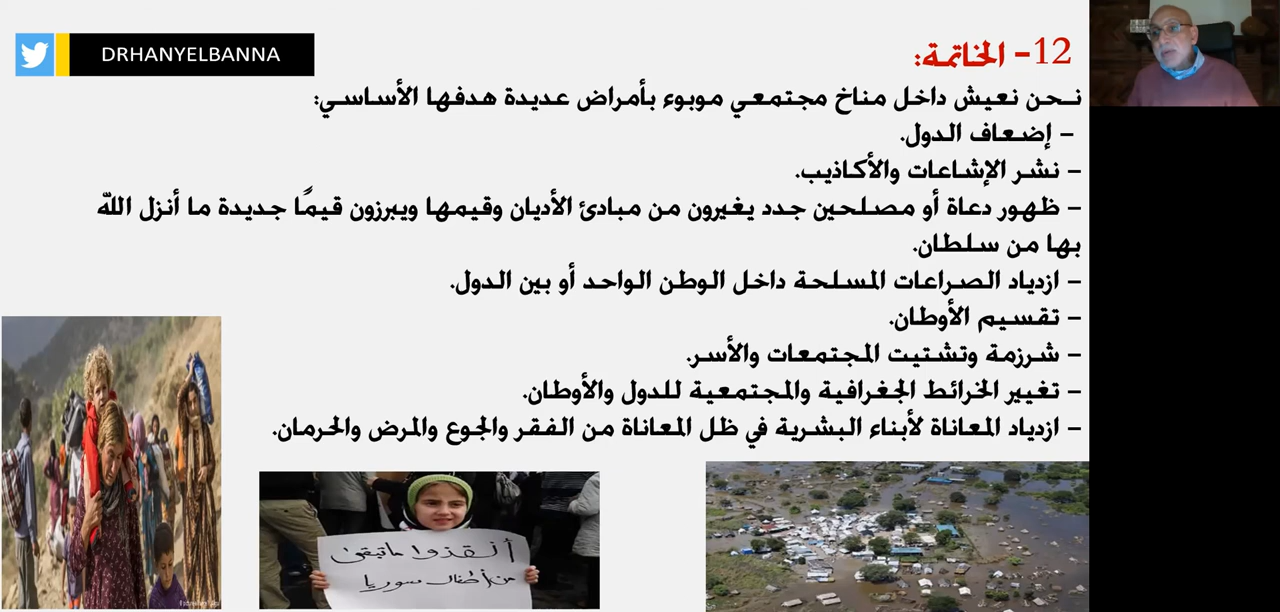 DRHANYELBANNA
12- الخاتمة:
نحن نعيش داخل مناخ مجتمعي موبوء بأمراض عديدة هدفها الأساسي:
– إضعاف الدول.
– نشر الإشاعات والأكاذيب.
– ظهور دعاة أو مصلحين جدد يغيرون من مبادئ الأديان وقيمها ويبرزون قيمًا جديدة ما أنزل الله
بها من سلطان.
– ازدياد الصراعات المسلحة داخل الوطن الواحد أو بين الدول.
– تقسيم الأوطان.
– شرزمة وتشتيت المجتمعات والأسر.
– تغيير الخرائط الجغرافية والمجتمعية للدول والأوطان.
– ازدياد المعاناة لأبناء البشرية في ظل المعاناة من الفقر والجوع والمرض والحرمان.
أنقذوا ماتبقى
من أطفال سوريا